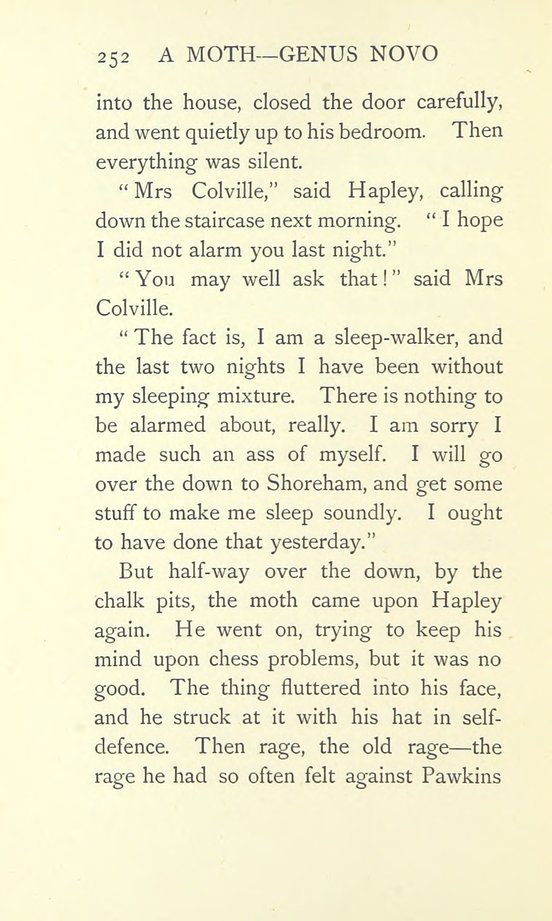 252 A MOTH—GENUS NOVO
into the house, closed the door carefully,
and went quietly up to his bedroom. Then
everything was silent.
“Mrs Colville,” said Hapley, calling
down the staircase next morning. “I hope
I did not alarm you last night.”
“You may well ask that!” said Mrs
Colville.
“The fact is, I am a sleep-walker, and
the last two nights I have been without
my sleeping mixture. There is nothing to
be alarmed about, really. I am sorry I
made such an ass of myself. I will go
over the down to Shoreham, and get some
stuff to make me sleep soundly. I ought
to have done that yesterday.”
But half-way over the down, by the
chalk pits, the moth came upon Hapley
again. He went on, trying to keep his
mind upon chess problems, but it was no
good. The thing fluttered into his face,
and he struck at it with his hat in self-
defence. Then rage, the old rage—the
rage he had so often felt against Pawkins